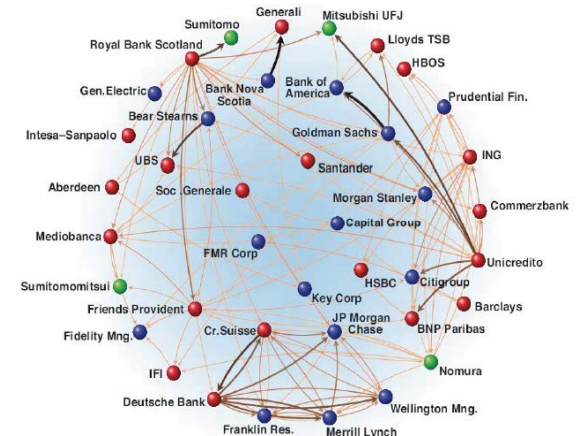 Generali
Sumitomo
Mitsubishi UFJ
Royal Bank Scotland
Lloyds TSB
HBOS
Gen.Electric
Bank Nova
Scotia
Bank of
America
Prudential Fin.
Bear Stearns
Goldman Sachs
Intesa–Sanpaolo
UBS
ING
Santander
Aberdeen
Soc.Generale
Morgan Stanley
Commerzbank
Capital Group
Mediobanca
FMR Corp
Unicredito
HSBC
Citigroup
Sumitomomitsui
Key Corp
Barclays
Friends Provident
JP Morgan
Chase
BNP Paribas
Fidelity Mng.
Cr.Suisse
Nomura
IFI
Deutsche Bank
Wellington Mng.
Franklin Res.
Merrill Lynch